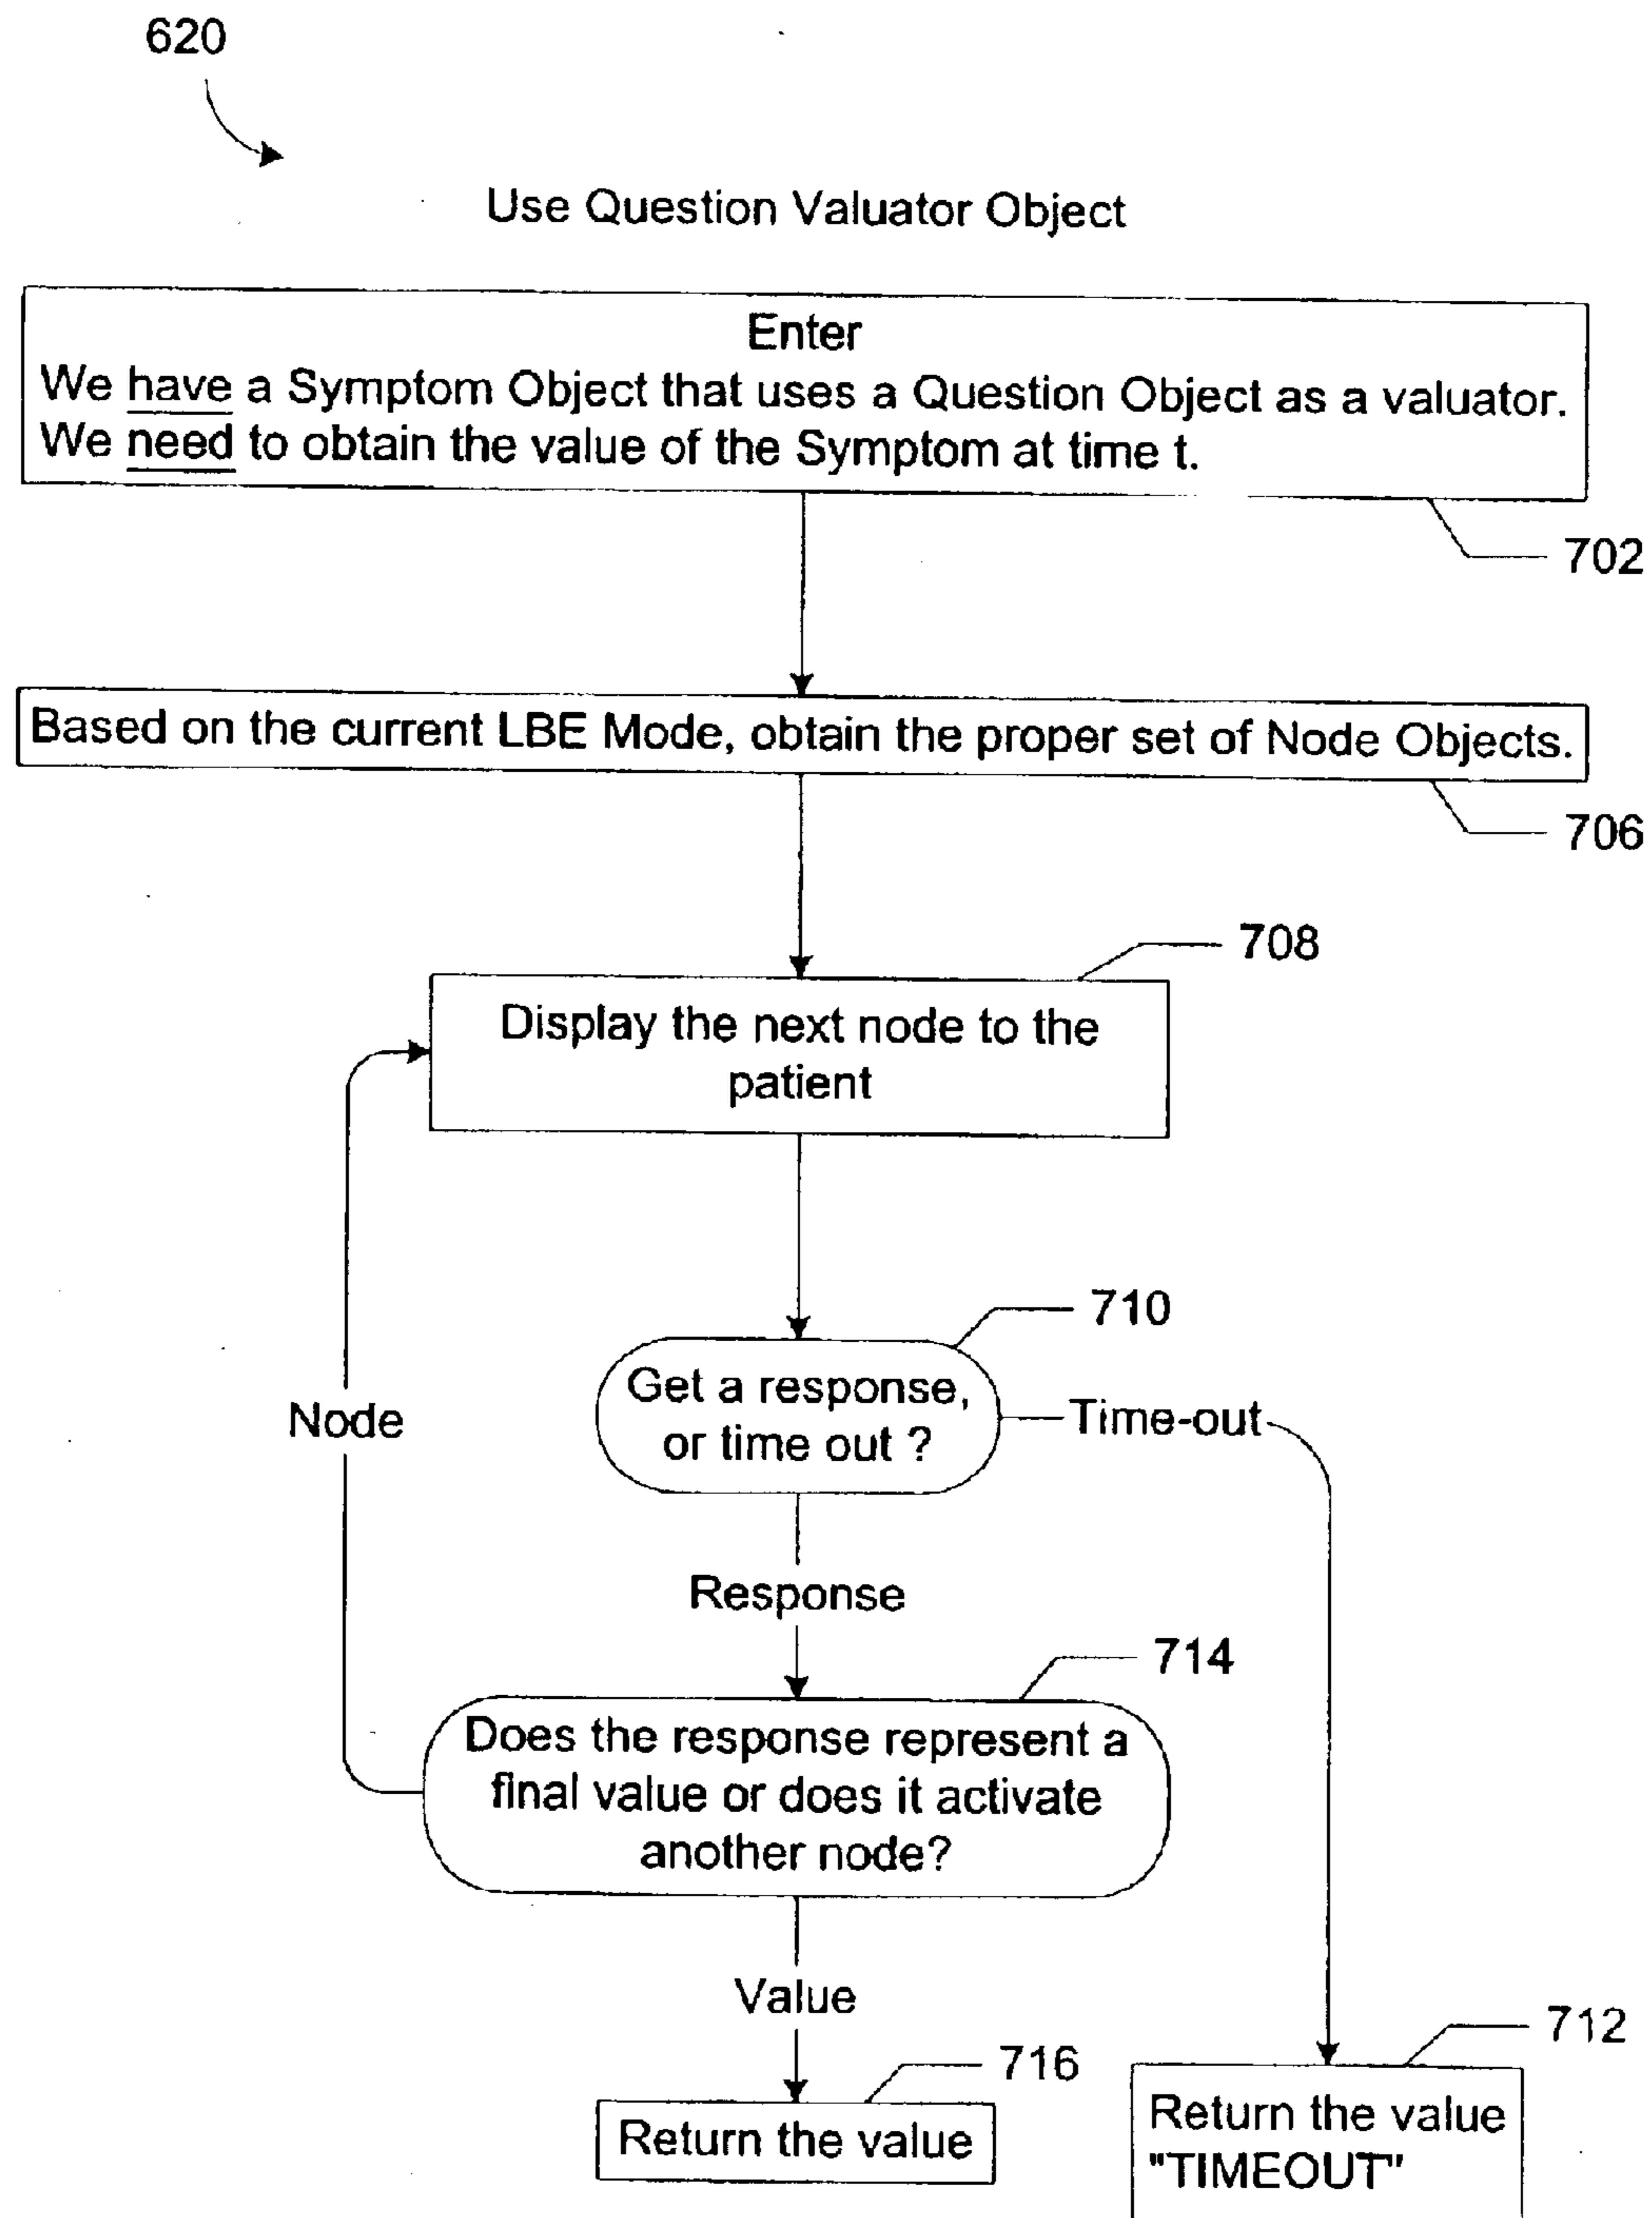 620
Use Question Valuator Object
Enter
We have a Symptom Object that uses a Question Object as a valuator.
We need to obtain the value of the Symptom at time t.
702
Based on the current LBE Mode, obtain the proper set of Node Objects.
706
708
Display the next node to the
patient
710
Get a response,
or time out ?
Time-out
Node
Response
714
Does the response represent a
final value or does it activate
another node?
Value
712
716
Return the value
Return the value
"TIMEOUT"